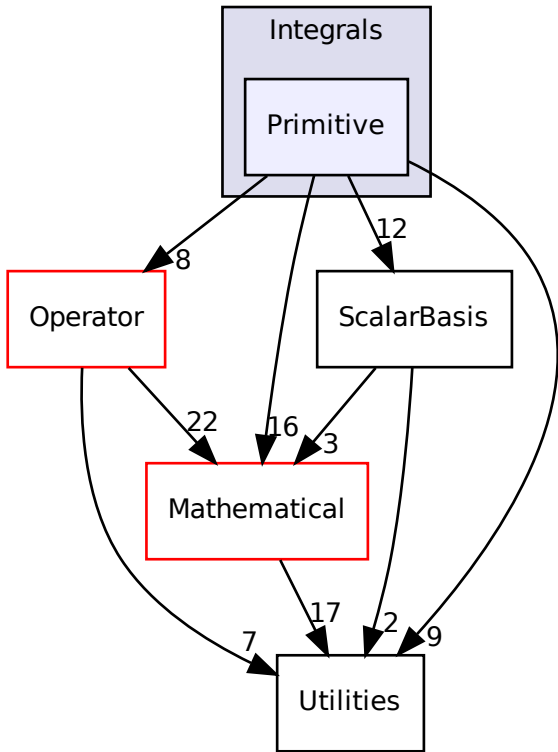 Integrals
Primitive
12
8
Operator
ScalarBasis
22
16
3
Mathematical
17
2
7
9
Utilities